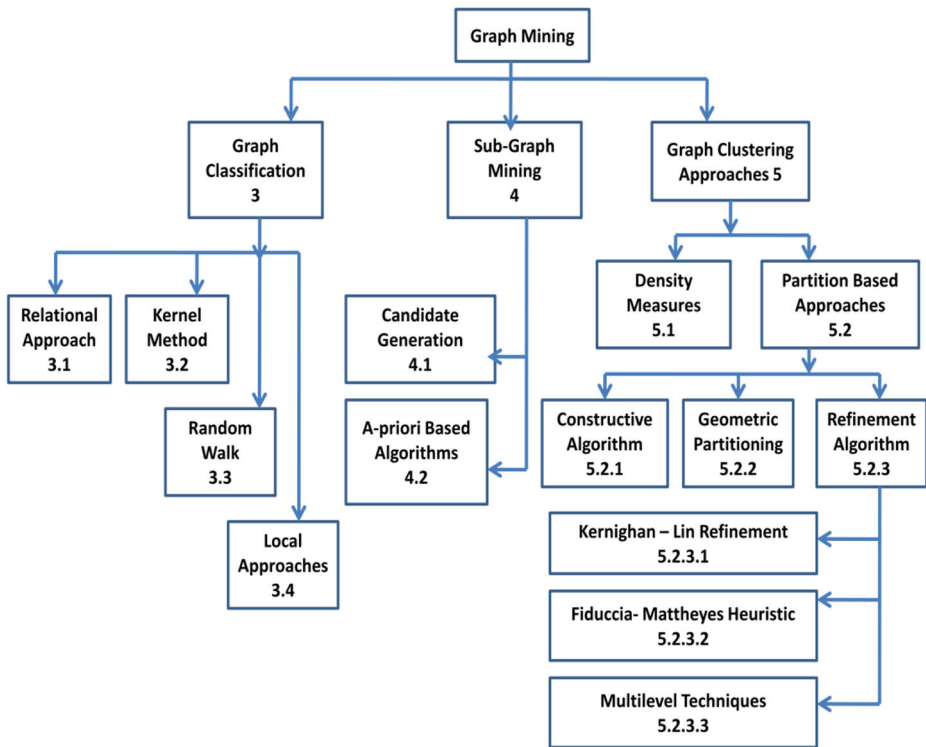 Graph Mining
Graph
Classification
3
Sub-Graph
Mining
4
Graph Clustering
Approaches 5
Relational
Approach
3.1
Kernel
Method
3.2
Random
Walk
3.3
Local
Approaches
3.4
Candidate
Generation
4.1
A-priori Based
Algorithms
4.2
Density
Measures
5.1
Partition Based
Approaches
5.2
Constructive
Algorithm
5.2.1
Geometric
Partitioning
5.2.2
Refinement
Algorithm
5.2.3
Kernighan – Lin Refinement
5.2.3.1
Fiduccia- Mattheyes Heuristic
5.2.3.2
Multilevel Techniques
5.2.3.3